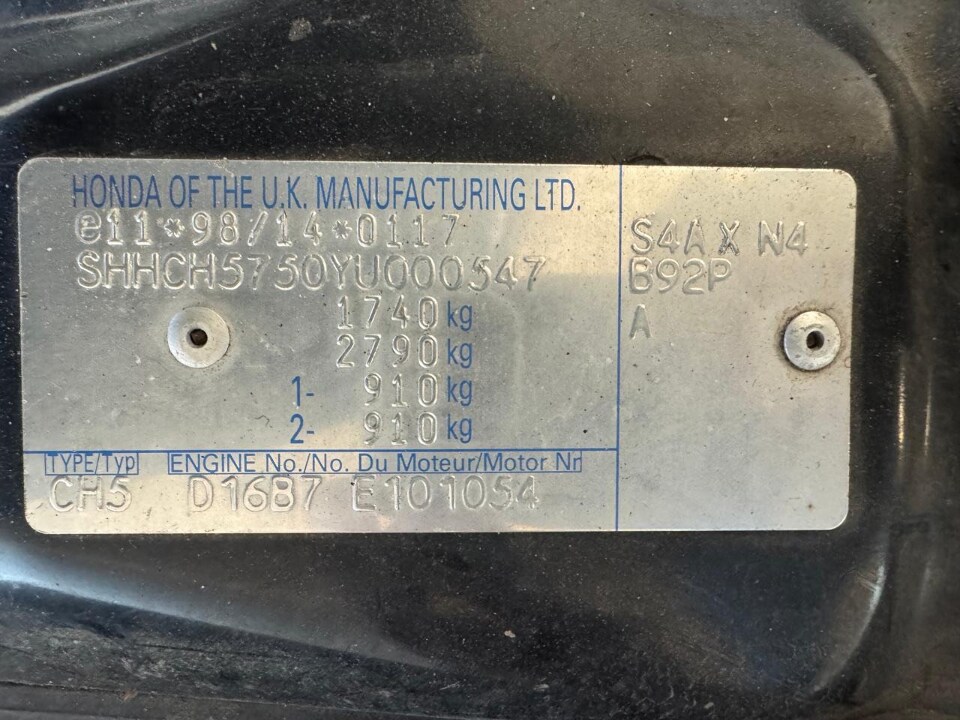 HONDA OF THE U.K. MANUFACTURING LTD.
e11*98/14*0117
SHHCH5750YU000547
1740 kg
2790 kg
1- 910 kg
2- 910 kg
TYPE/Typ ENGINE No./No. Du Moteur/Motor Nr
CH5 D16B7 E101054
S4A X N4
B92P
A